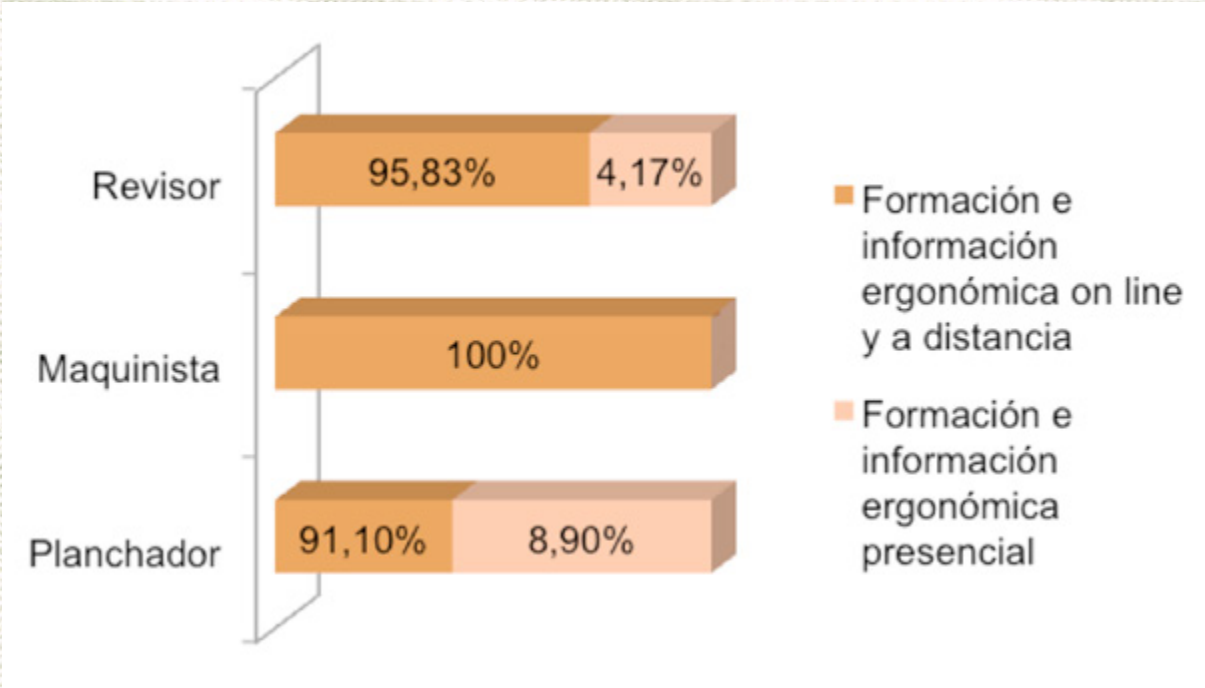 Revisor
95,83%
4,17%
Maquinista
100%
Planchador
91,10%
8,90%
Formación e
información
ergonómica on line
y a distancia
Formación e
información
ergonómica
presencial